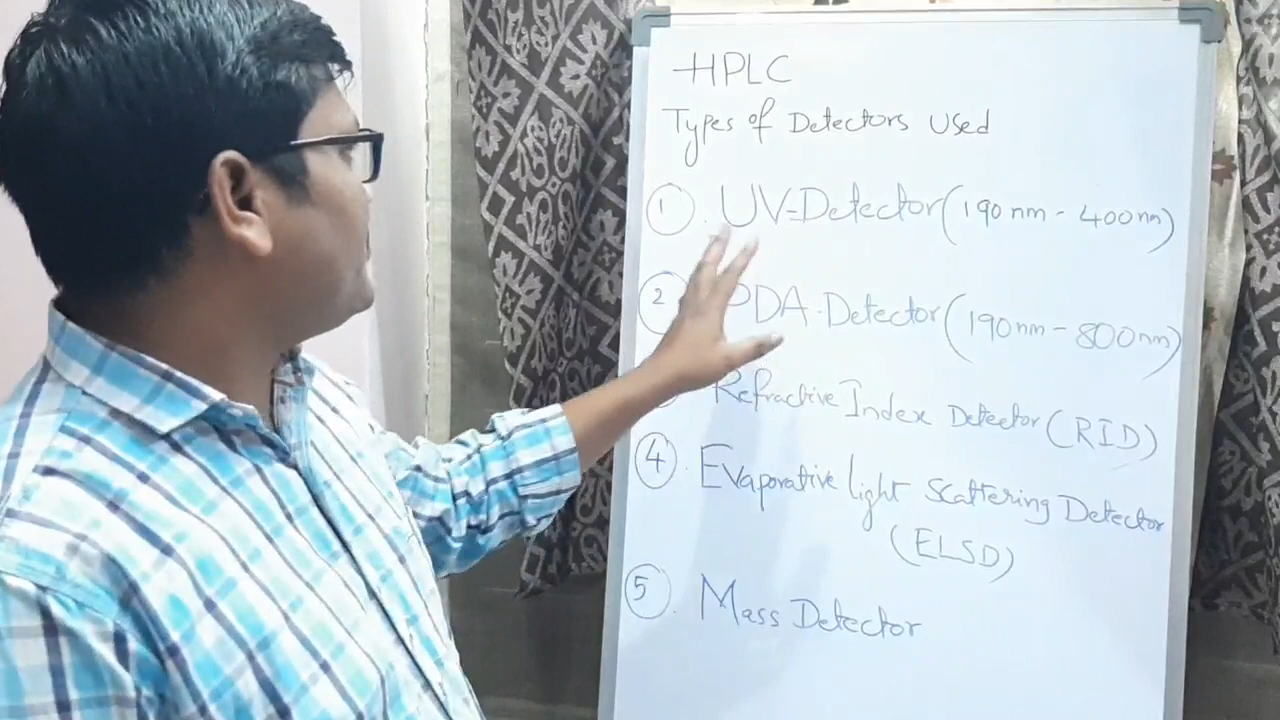 HPLC
Types of Detectors Used
1. UV-Detector (190 nm - 400 nm)
2 PDA-Detector (190 nm - 800 nm)
Refractive Index Detector (RID)
4. Evaporative light Scattering Detector
(ELSD)
5. Mass Detector